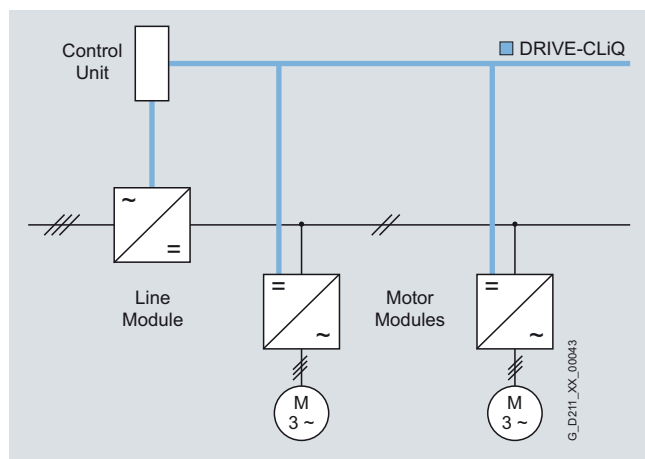 Control
Unit
DRIVE-CLiQ
~
=
Line
Module
=
~
Motor
Modules
=
~
M
3 ~
M
3 ~
G_D211_XX_00043